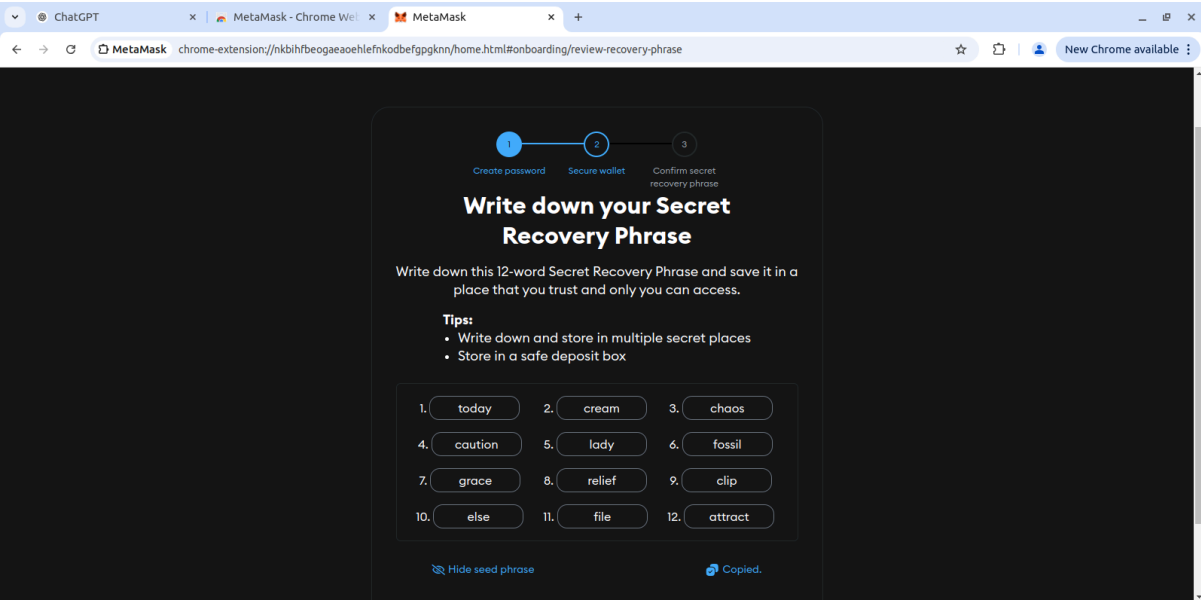 ChatGPT
MetaMask - Chrome We
MetaMask
MetaMask chrome-extension://nkbihfbeogaeaoehlefnkodbefgpgknn/home.html#onboarding/review-recovery-phrase
New Chrome available
1 2 3
Create password Secure wallet Confirm secret
recovery phrase
Write down your Secret
Recovery Phrase
Write down this 12-word Secret Recovery Phrase and save it in a
place that you trust and only you can access.
Tips:
• Write down and store in multiple secret places
• Store in a safe deposit box
1. today 2. cream 3. chaos
4. caution 5. lady 6. fossil
7. grace 8. relief 9. clip
10. else 11. file 12. attract
Hide seed phrase Copied.